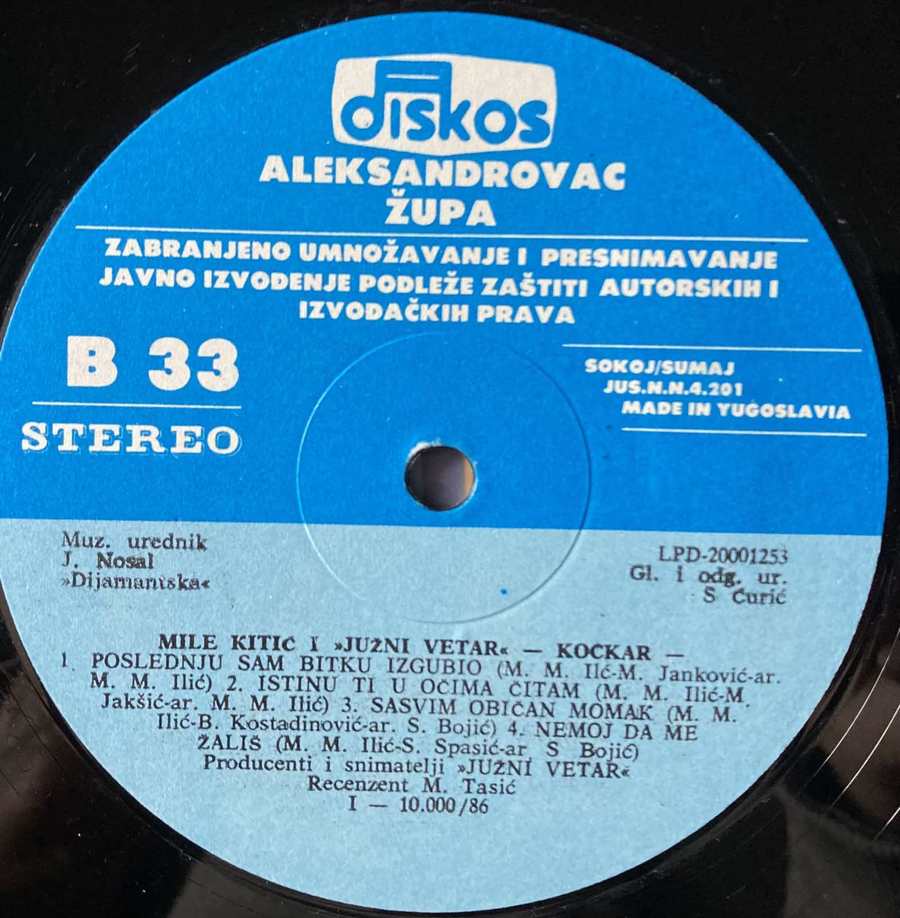 diskos
ALEKSANDROVAC
ŽUPA
ZABRANJENO UMNOŽAVANJE I PRESNIMAVANJE
JAVNO IZVOĐENJE PODLEŽE ZAŠTITI AUTORSKIH I
IZVOĐAČKIH PRAVA
B 33
STEREO
SOKOJ/SUMAJ
JUS.N.N.4.201
MADE IN YUGOSLAVIA
Muz. urednik
J. Nosal
»Dijamantska«
LPD-20001253
Gl. i odg. ur.
S Ćurić
MILE KITIĆ I »JUŽNI VETAR« — KOCKAR —
1. POSLEDNJU SAM BITKU IZGUBIO (M. M. Ilć-M. Janković-ar.
M. M. Ilić) 2. ISTINU TI U OČIMA ČITAM (M. M. Ilić-M.
Jakšić-ar. M. M. Ilić) 3. SASVIM OBIČAN MOMAK (M. M.
Ilić-B. Kostadinović-ar. S. Bojić) 4. NEMOJ DA ME
ŽALIŠ (M. M. Ilić-S. Spasić-ar S Bojić)
Producenti i snimatelji »JUŽNI VETAR«
Recenzent M. Tasić
I — 10.000/86